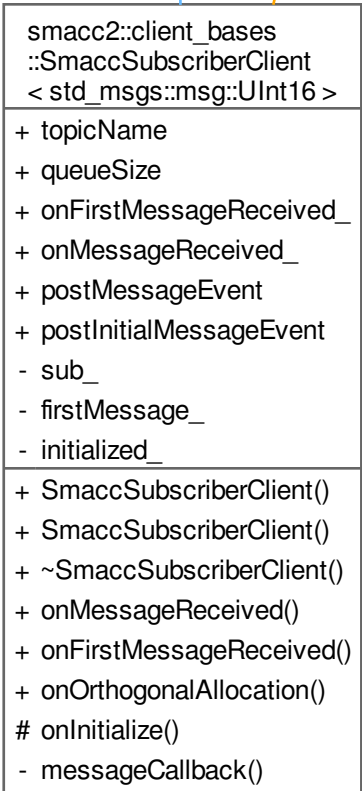 smacc2::client_bases
::SmaccSubscriberClient
< std_msgs::msg::UInt16 >
+ topicName
+ queueSize
+ onFirstMessageReceived_
+ onMessageReceived_
+ postMessageEvent
+ postInitialMessageEvent
- sub_
- firstMessage_
- initialized_
+ SmaccSubscriberClient()
+ SmaccSubscriberClient()
+ ~SmaccSubscriberClient()
+ onMessageReceived()
+ onFirstMessageReceived()
+ onOrthogonalAllocation()
# onInitialize()
- messageCallback()